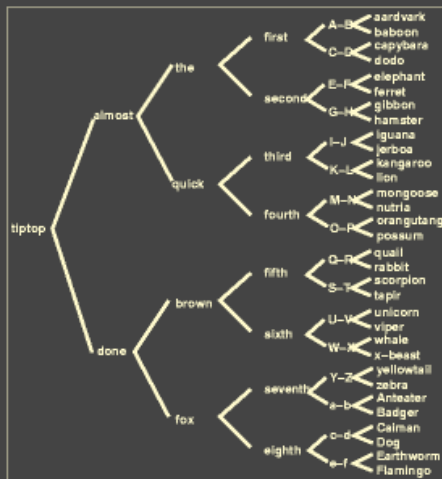 tiptop
almost
done
the
quick
brown
fox
first
second
third
fourth
fifth
sixth
seventh
eighth
A-B
C-D
E-F
G-H
I-J
K-L
M-N
O-P
Q-R
S-T
U-V
W-X
Y-Z
a-b
c-d
e-f
aardvark
baboon
capybara
dodo
elephant
ferret
gibbon
hamster
iguana
jerboa
kangaroo
lion
mongoose
nutria
orangutang
possum
quail
rabbit
scorpion
tapir
unicorn
viper
whale
x-beast
yellowtail
zebra
Anteater
Badger
Caiman
Dog
Earthworm
Flamingo